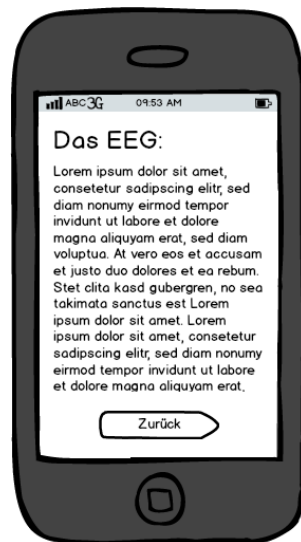 ABC 3G 09:53 AM
Das EEG:
Lorem ipsum dolor sit amet,
consetetur sadipscing elitr, sed
diam nonumy eirmod tempor
invidunt ut labore et dolore
magna aliquyam erat, sed diam
voluptua. At vero eos et accusam
et justo duo dolores et ea rebum.
Stet clita kasd gubergren, no sea
takimata sanctus est Lorem
ipsum dolor sit amet. Lorem
ipsum dolor sit amet, consetetur
sadipscing elitr, sed diam nonumy
eirmod tempor invidunt ut labore
et dolore magna aliquyam erat,
Zurück